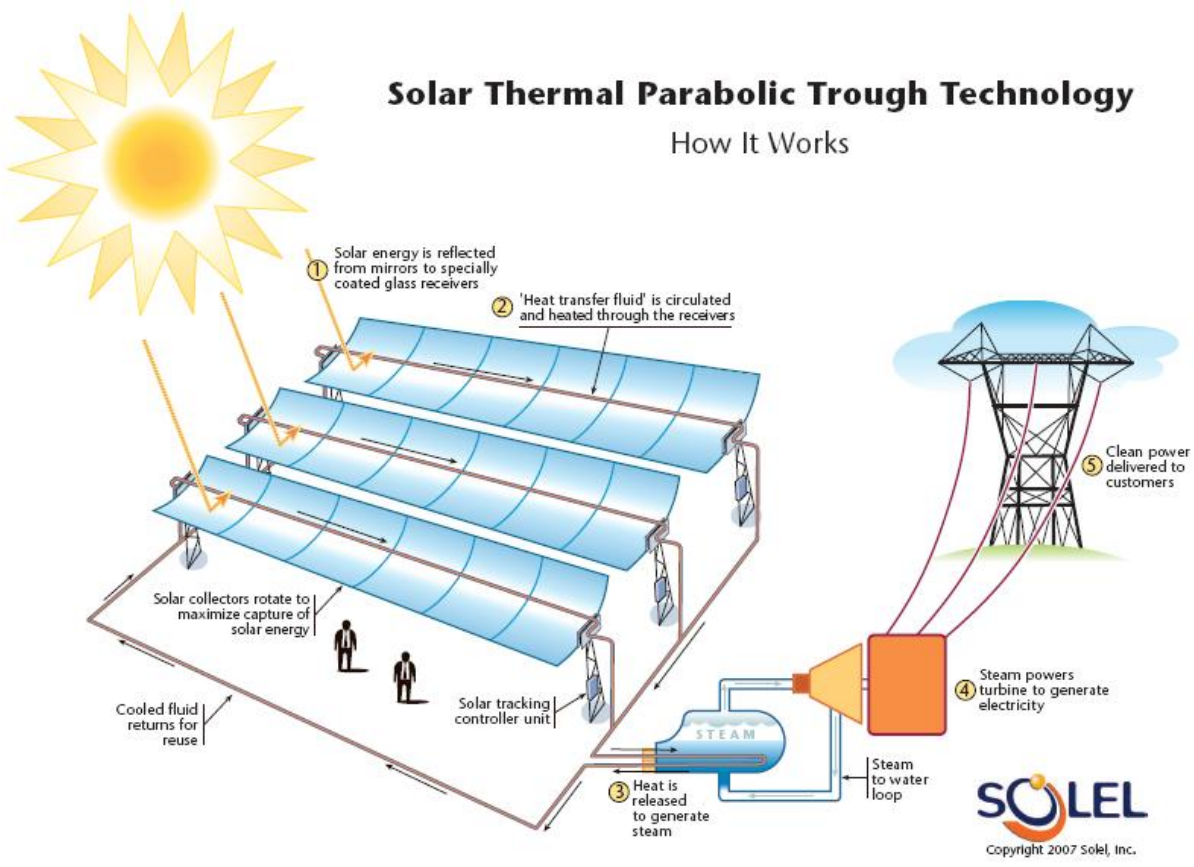 Solar Thermal Parabolic Trough Technology
How It Works
1
Solar energy is reflected
from mirrors to specially
coated glass receivers
2
'Heat transfer fluid' is circulated
and heated through the receivers
5
Clean power
delivered to
customers
Solar collectors rotate to
maximize capture of
solar energy
Cooled fluid
returns for
reuse
Solar tracking
controller unit
STEAM
4
Steam powers
turbine to generate
electricity
3
Heat is
released
to generate
steam
Steam
to water
loop
SOLEL
Copyright 2007 Solel, Inc.